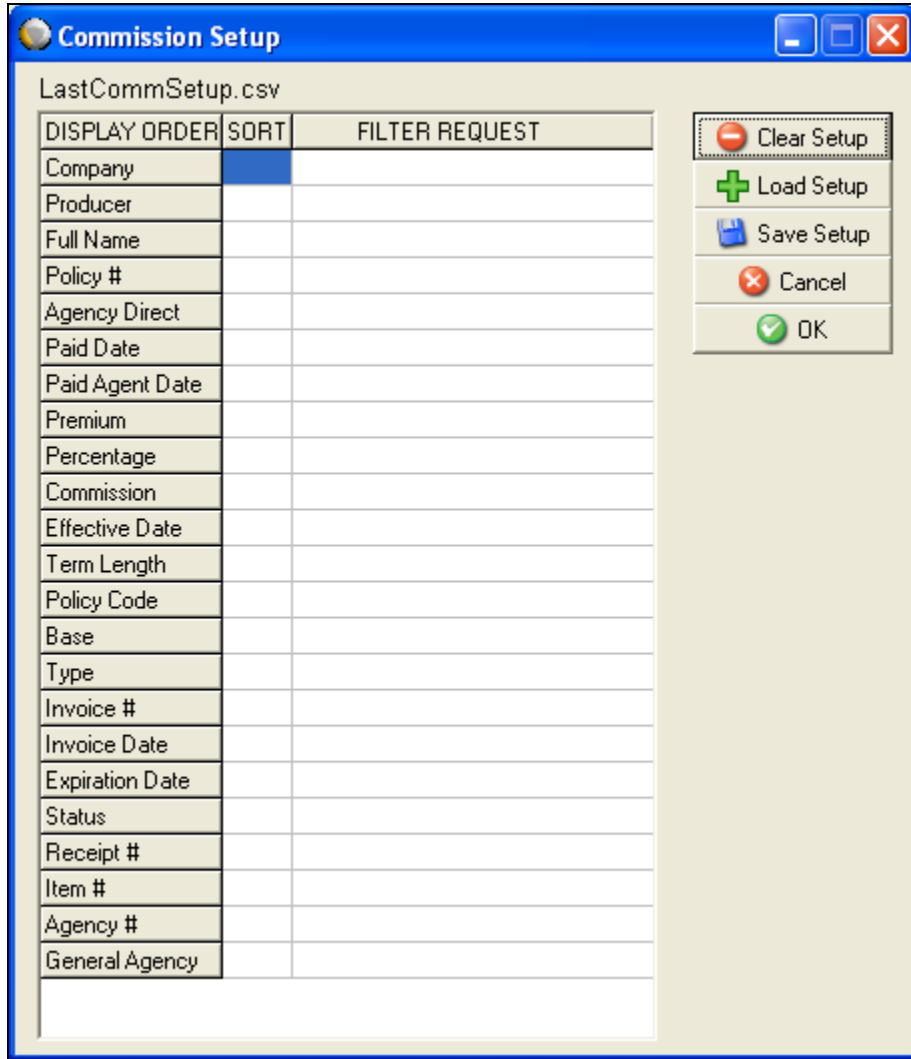 Commission Setup
LastCommSetup.csv
DISPLAY ORDER SORT FILTER REQUEST
Company
Producer
Full Name
Policy #
Agency Direct
Paid Date
Paid Agent Date
Premium
Percentage
Commission
Effective Date
Term Length
Policy Code
Base
Type
Invoice #
Invoice Date
Expiration Date
Status
Receipt #
Item #
Agency #
General Agency
Clear Setup
Load Setup
Save Setup
Cancel
OK